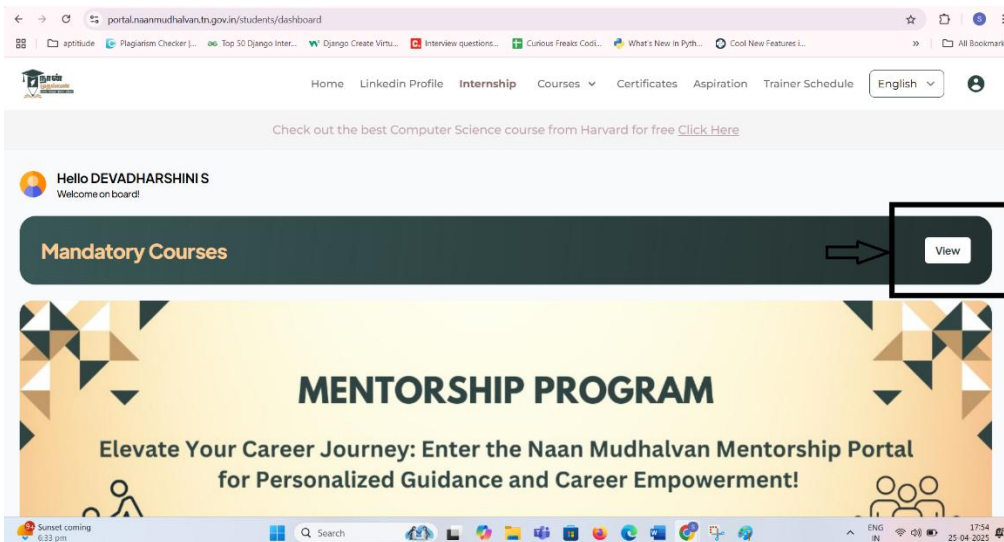 portal.naanmudhalvan.tn.gov.in/students/dashboard
S
aptitiude
Plagiarism Checker |...
Top 50 Django Inter...
Django Create Virtu...
Interview questions...
Curious Freaks Codi...
What's New In Pyth...
Cool New Features i...
»
All Bookmark
நான்
Home Linkedin Profile Internship Courses Certificates Aspiration Trainer Schedule English
Check out the best Computer Science course from Harvard for free Click Here
Hello DEVADHARSHINI S
Welcome on board!
Mandatory Courses
View
MENTORSHIP PROGRAM
Elevate Your Career Journey: Enter the Naan Mudhalvan Mentorship Portal
for Personalized Guidance and Career Empowerment!
Sunset coming
6:33 pm
Search
ENG
IN
17:54
25-04-2025